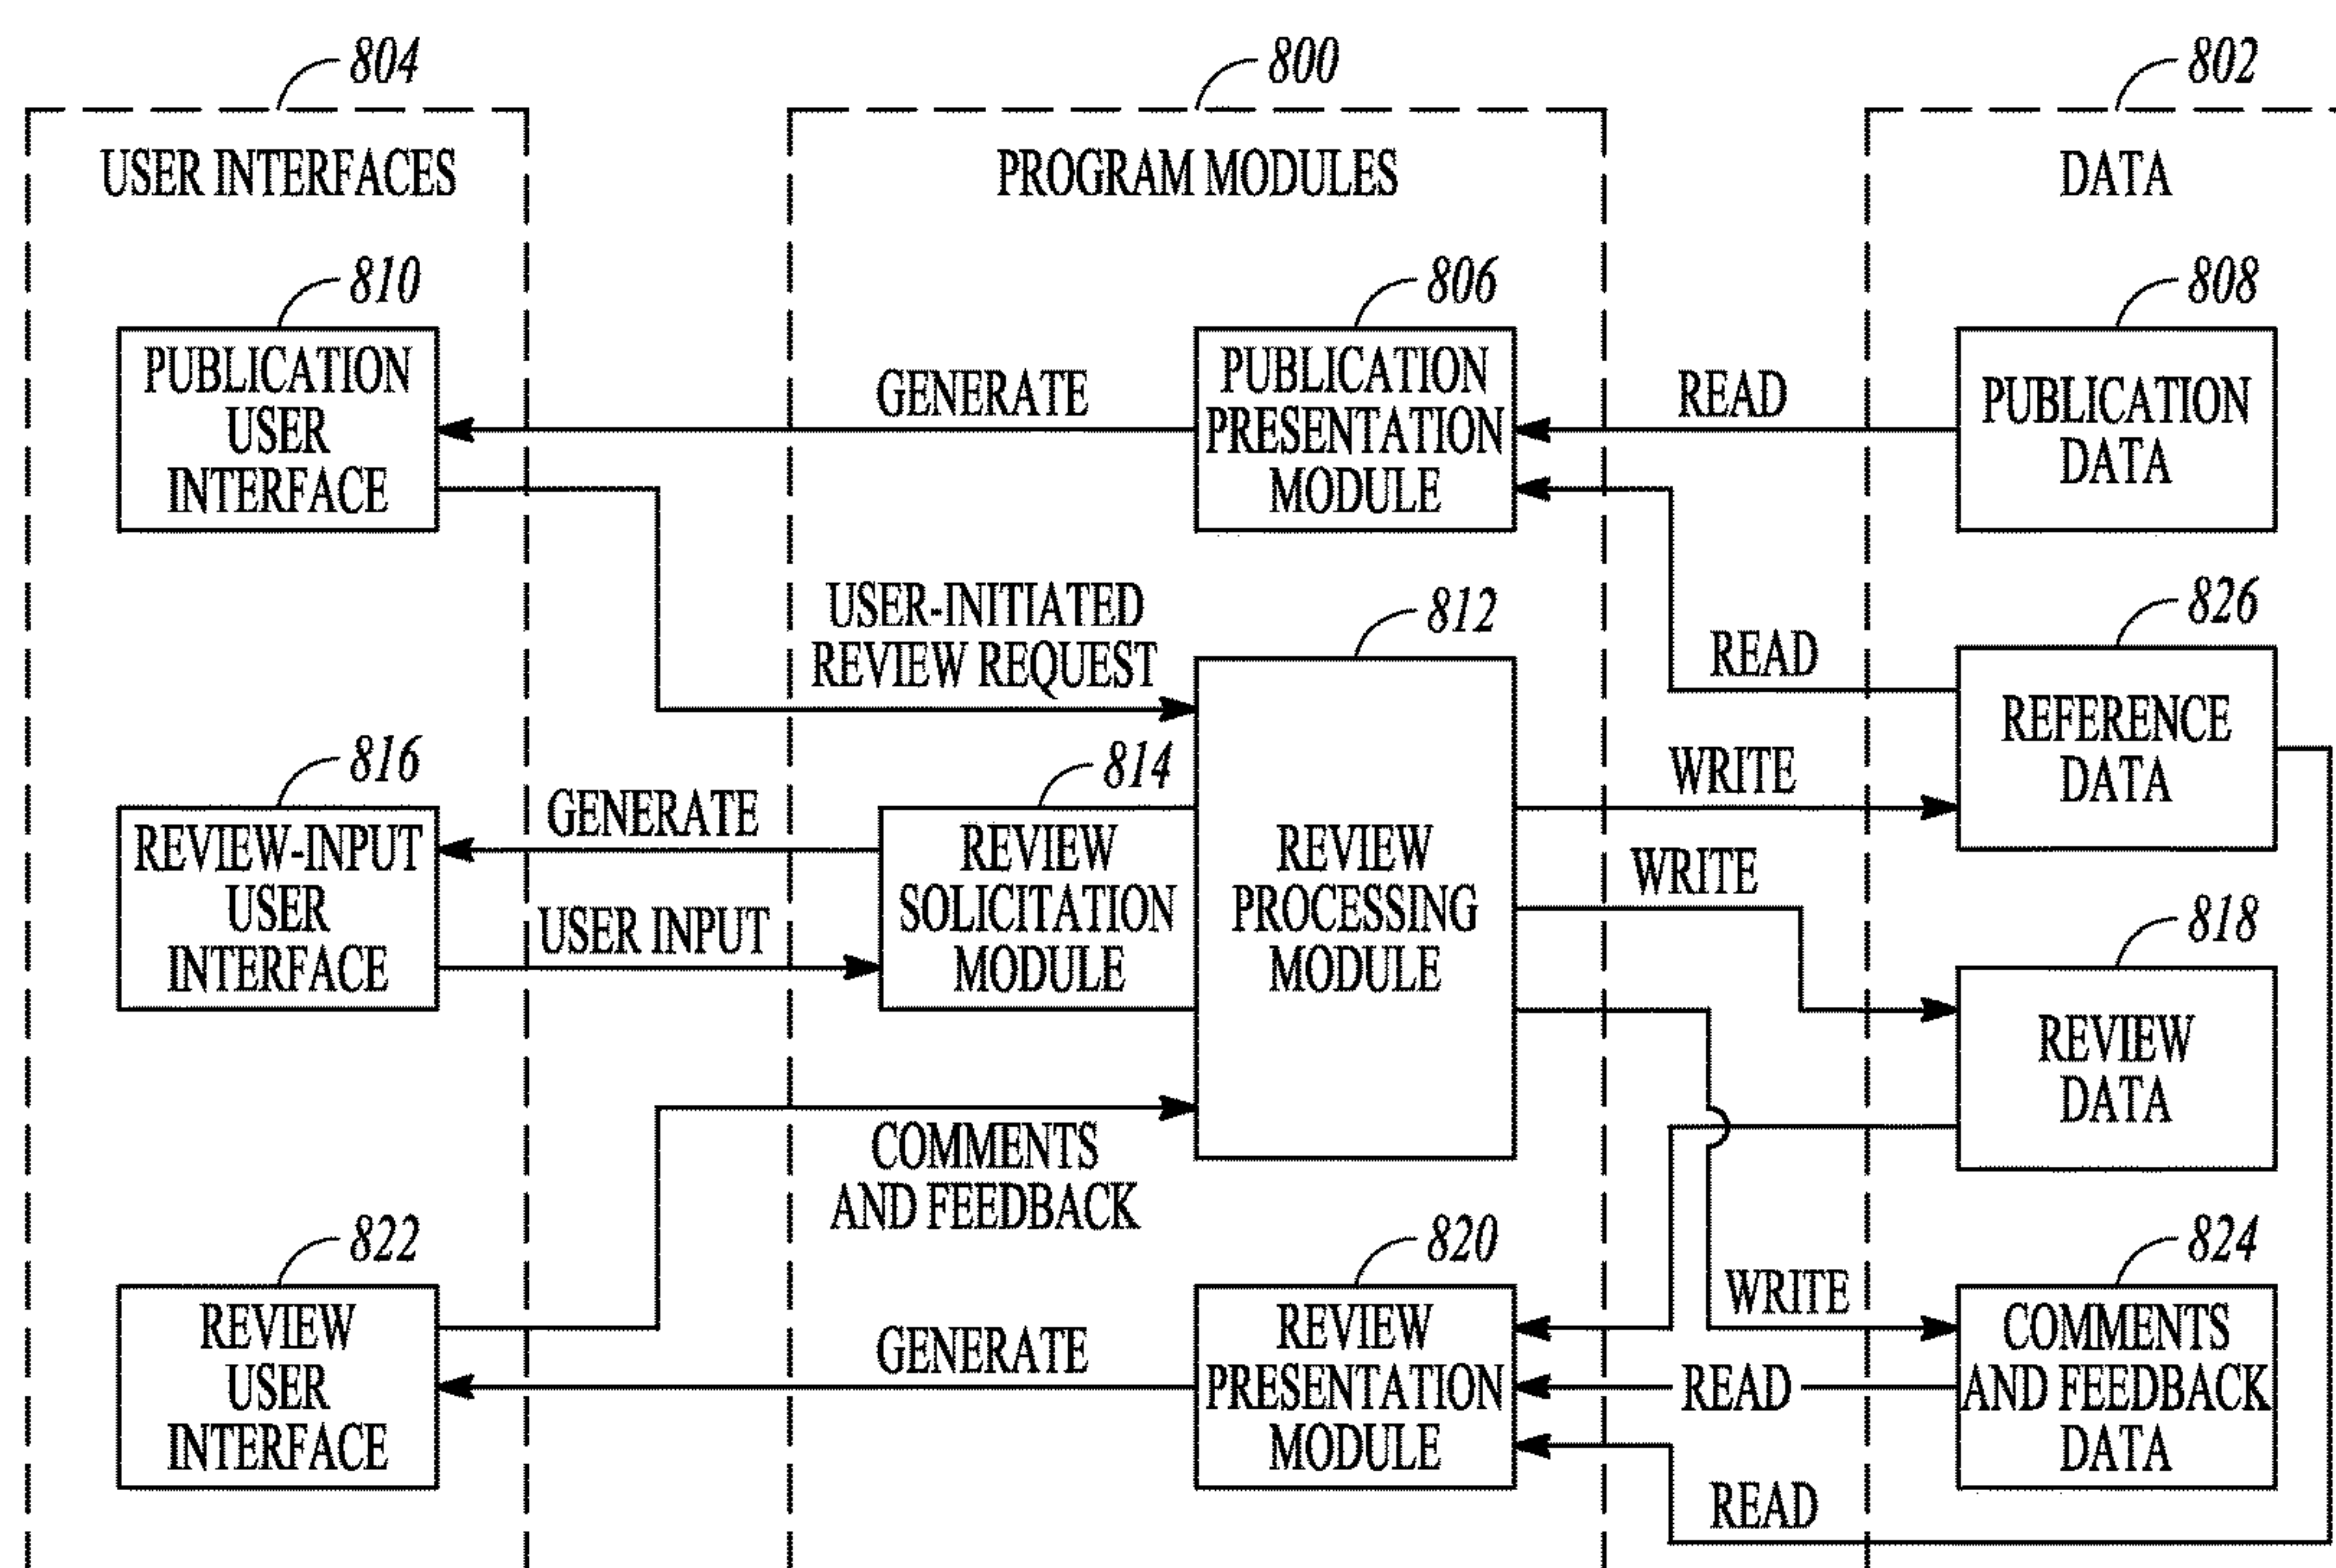 804
800
802
USER INTERFACES
PROGRAM MODULES
DATA
810
806
808
PUBLICATION
USER
INTERFACE
GENERATE
PUBLICATION
PRESENTATION
MODULE
READ
PUBLICATION
DATA
USER-INITIATED
REVIEW REQUEST
812
826
READ
REFERENCE
DATA
816
814
WRITE
REVIEW-INPUT
USER
INTERFACE
GENERATE
USER INPUT
REVIEW
SOLICITATION
MODULE
REVIEW
PROCESSING
MODULE
WRITE
818
REVIEW
DATA
COMMENTS
AND FEEDBACK
822
820
824
REVIEW
USER
INTERFACE
GENERATE
REVIEW
PRESENTATION
MODULE
WRITE
READ
COMMENTS
AND FEEDBACK
DATA
READ